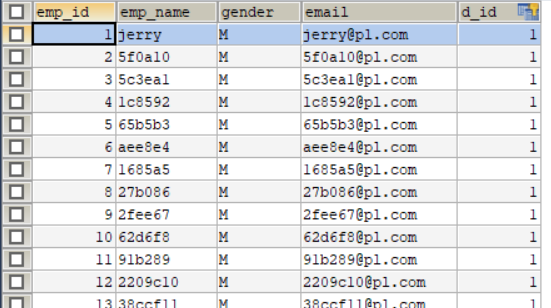 emp_id emp_name gender email d_id
1 jerry M jerry@pl.com 1
2 5f0a10 M 5f0a10@pl.com 1
3 5c3ea1 M 5c3ea1@pl.com 1
4 1c8592 M 1c8592@pl.com 1
5 65b5b3 M 65b5b3@pl.com 1
6 aee8e4 M aee8e4@pl.com 1
7 1685a5 M 1685a5@pl.com 1
8 27b086 M 27b086@pl.com 1
9 2fee67 M 2fee67@pl.com 1
10 62d6f8 M 62d6f8@pl.com 1
11 91b289 M 91b289@pl.com 1
12 2209c10 M 2209c10@pl.com 1
13 38ccf11 M 38ccf11@pl.com 1